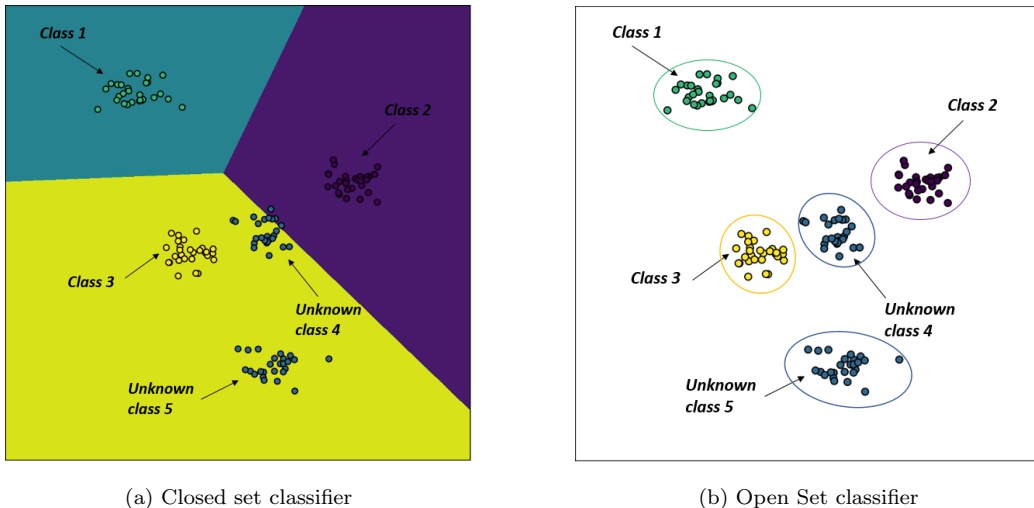 Class 1
Class 2
Class 3
Unknown
class 4
Unknown
class 5
(a) Closed set classifier
Class 1
Class 2
Class 3
Unknown
class 4
Unknown
class 5
(b) Open Set classifier